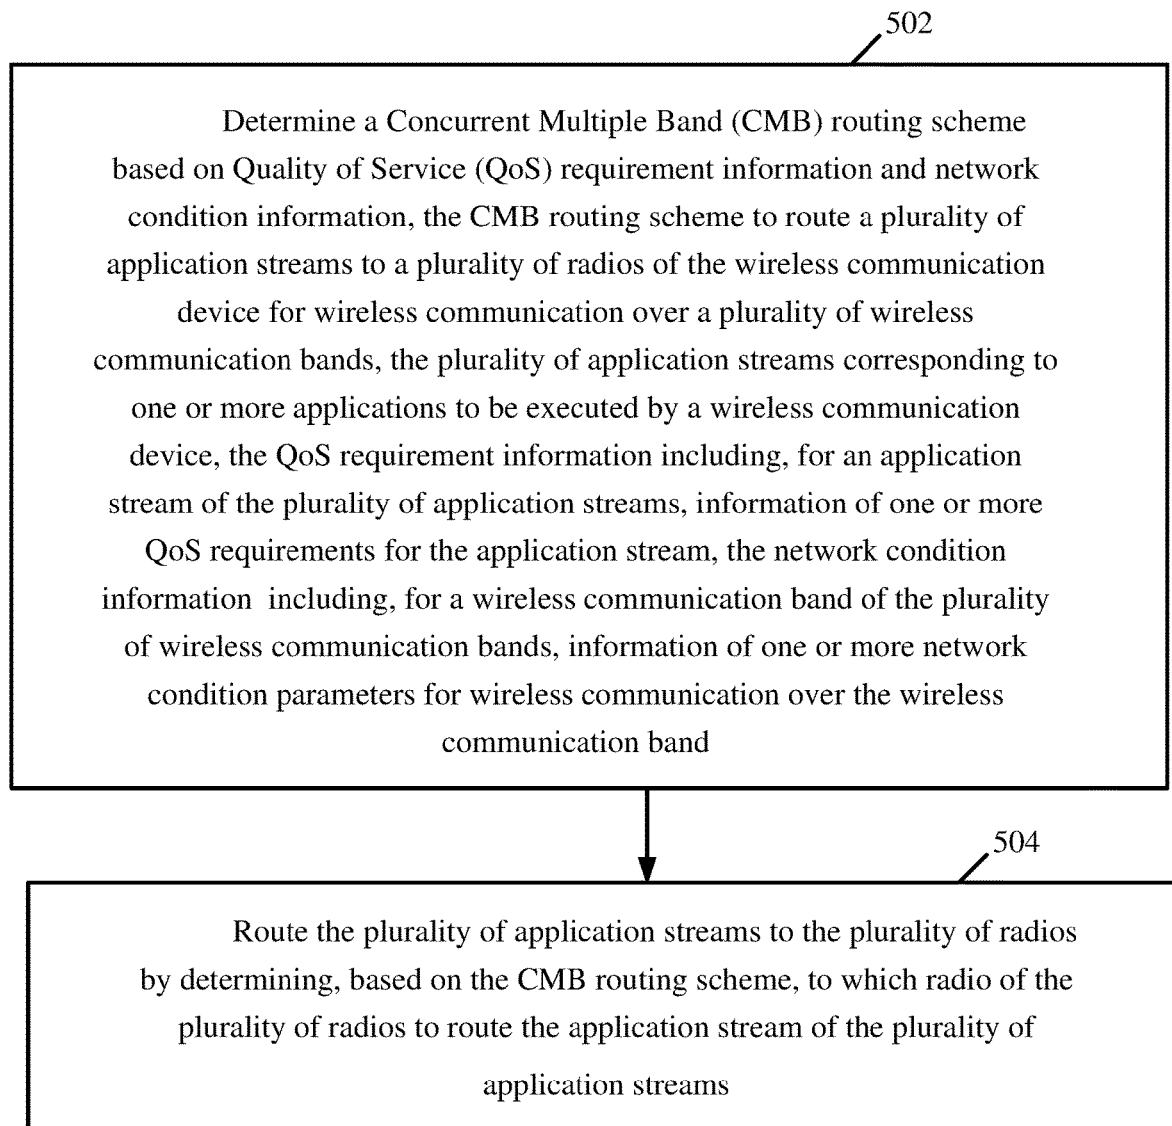 502
Determine a Concurrent Multiple Band (CMB) routing scheme
based on Quality of Service (QoS) requirement information and network
condition information, the CMB routing scheme to route a plurality of
application streams to a plurality of radios of the wireless communication
device for wireless communication over a plurality of wireless
communication bands, the plurality of application streams corresponding to
one or more applications to be executed by a wireless communication
device, the QoS requirement information including, for an application
stream of the plurality of application streams, information of one or more
QoS requirements for the application stream, the network condition
information including, for a wireless communication band of the plurality
of wireless communication bands, information of one or more network
condition parameters for wireless communication over the wireless
communication band
504
Route the plurality of application streams to the plurality of radios
by determining, based on the CMB routing scheme, to which radio of the
plurality of radios to route the application stream of the plurality of
application streams